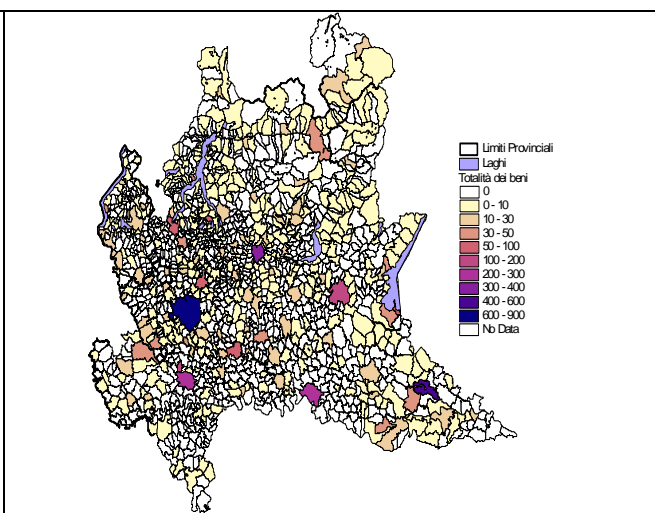 Limiti Provinciali
Laghi
Totalità dei beni
0
0 - 10
10 - 30
30 - 50
50 - 100
100 - 200
200 - 300
300 - 400
400 - 600
600 - 900
No Data